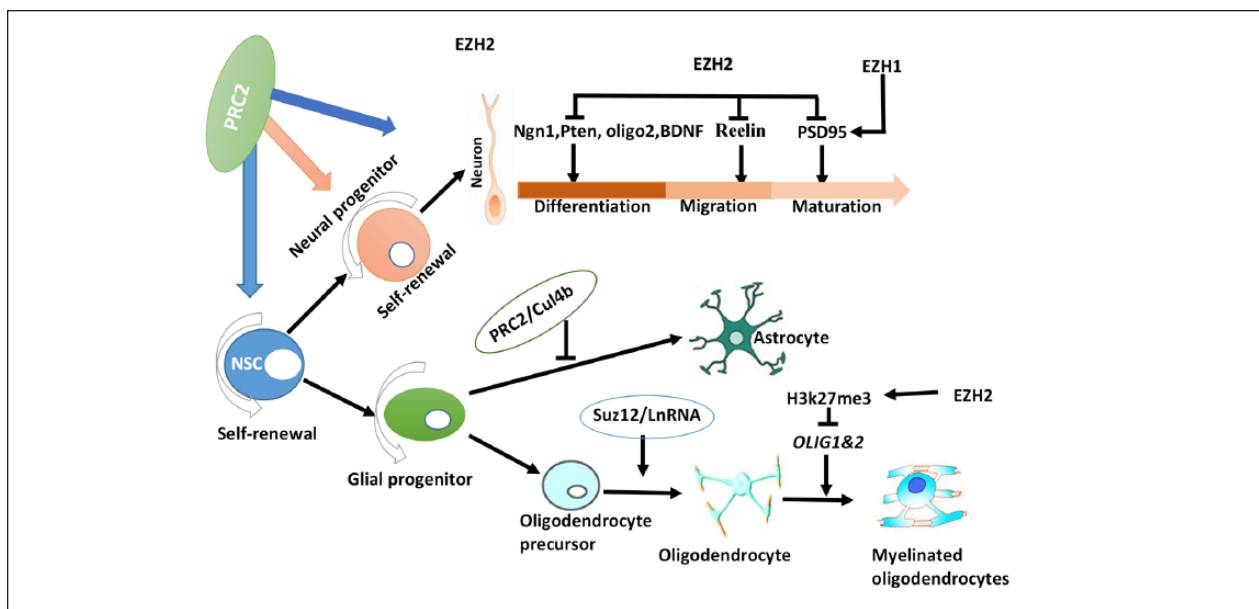 EZH2
EZH2
EZH1
PRC2
Ngn1,Pten, oligo2,BDNF
Reelin
PSD95
Neuron
Neural progenitor
Differentiation
Migration
Maturation
Self-renewal
PRC2/Cul4b
Astrocyte
NSC
H3k27me3
EZH2
Suz12/LnRNA
Self-renewal
OLIG1&2
Glial progenitor
Oligodendrocyte
precursor
Oligodendrocyte
Myelinated
oligodendrocytes